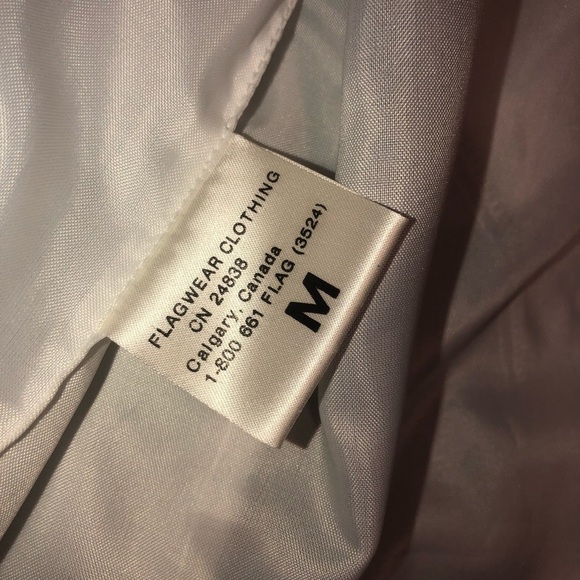 FLAGWEAR CLOTHING
CN 24838
Calgary, Canada
1-800 661 FLAG (3524)
M